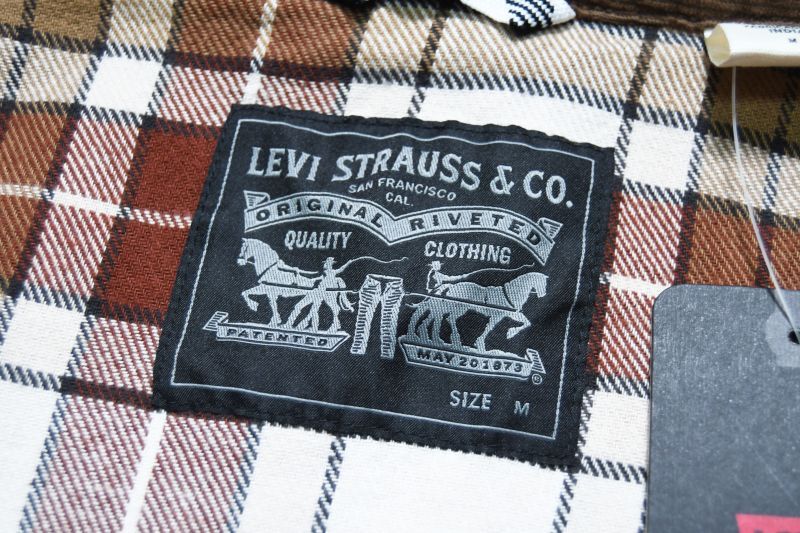 LEVI STRAUSS & CO.
SAN FRANCISCO
CAL.
ORIGINAL RIVETED
QUALITY CLOTHING
PATENTED MAY 20 1873
®
SIZE M